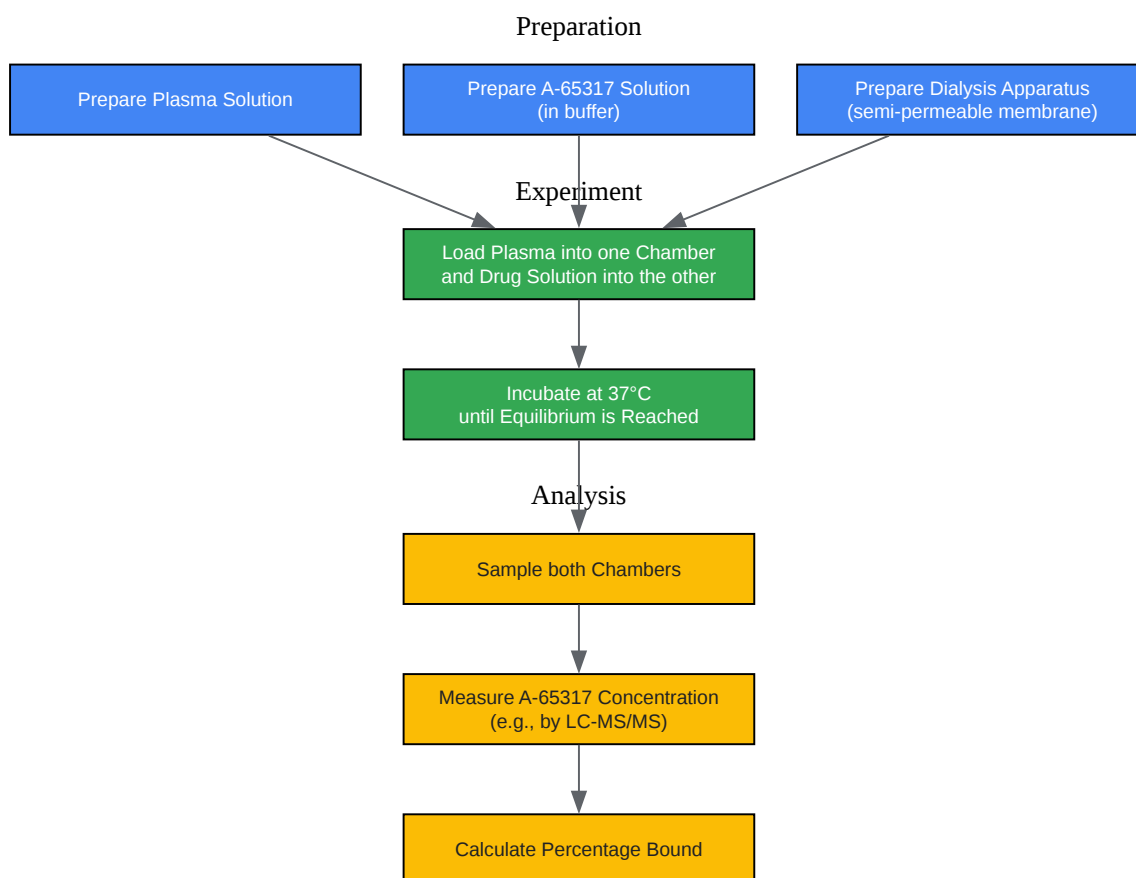 Preparation
Prepare Plasma Solution
Prepare A-65317 Solution
(in buffer)
Prepare Dialysis Apparatus
(semi-permeable membrane)
Experiment
Load Plasma into one Chamber
and Drug Solution into the other
Incubate at 37°C
until Equilibrium is Reached
Analysis
Sample both Chambers
Measure A-65317 Concentration
(e.g., by LC-MS/MS)
Calculate Percentage Bound